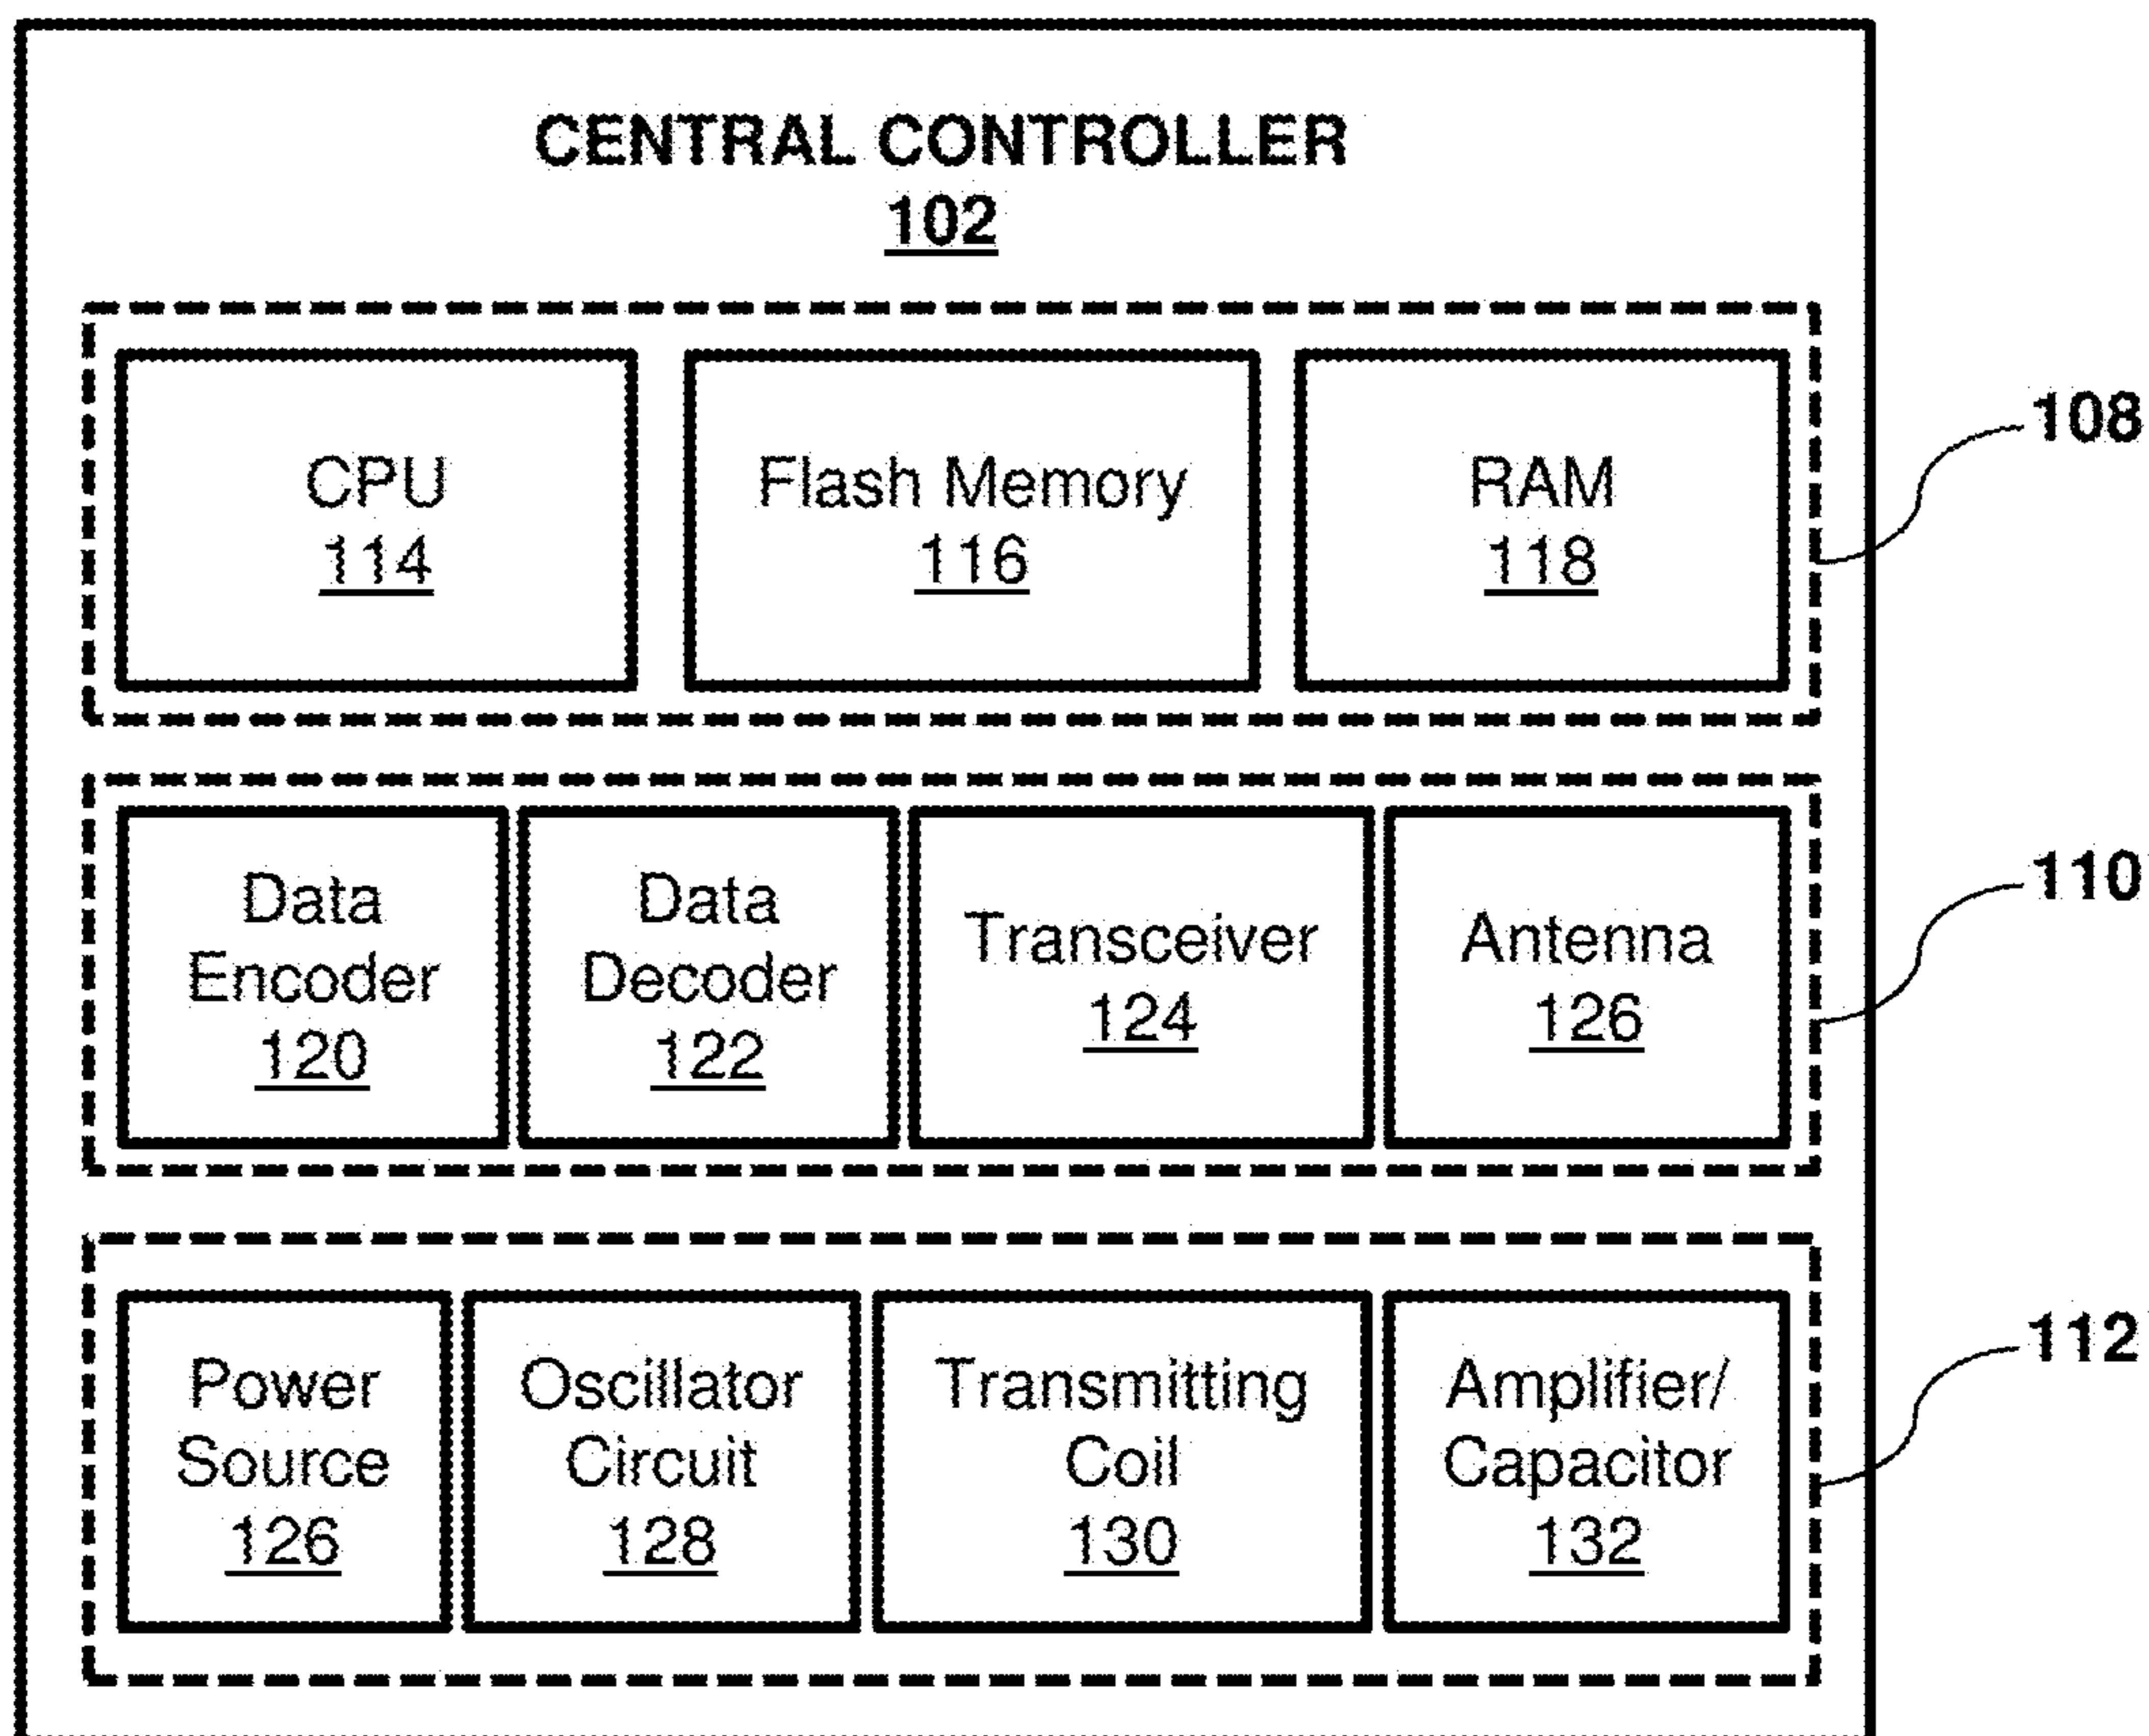 CENTRAL CONTROLLER
102
CPU
114
Flash Memory
116
RAM
118
108
Data
Encoder
120
Data
Decoder
122
Transceiver
124
Antenna
126
110
Power
Source
126
Oscillator
Circuit
128
Transmitting
Coil
130
Amplifier/
Capacitor
132
112